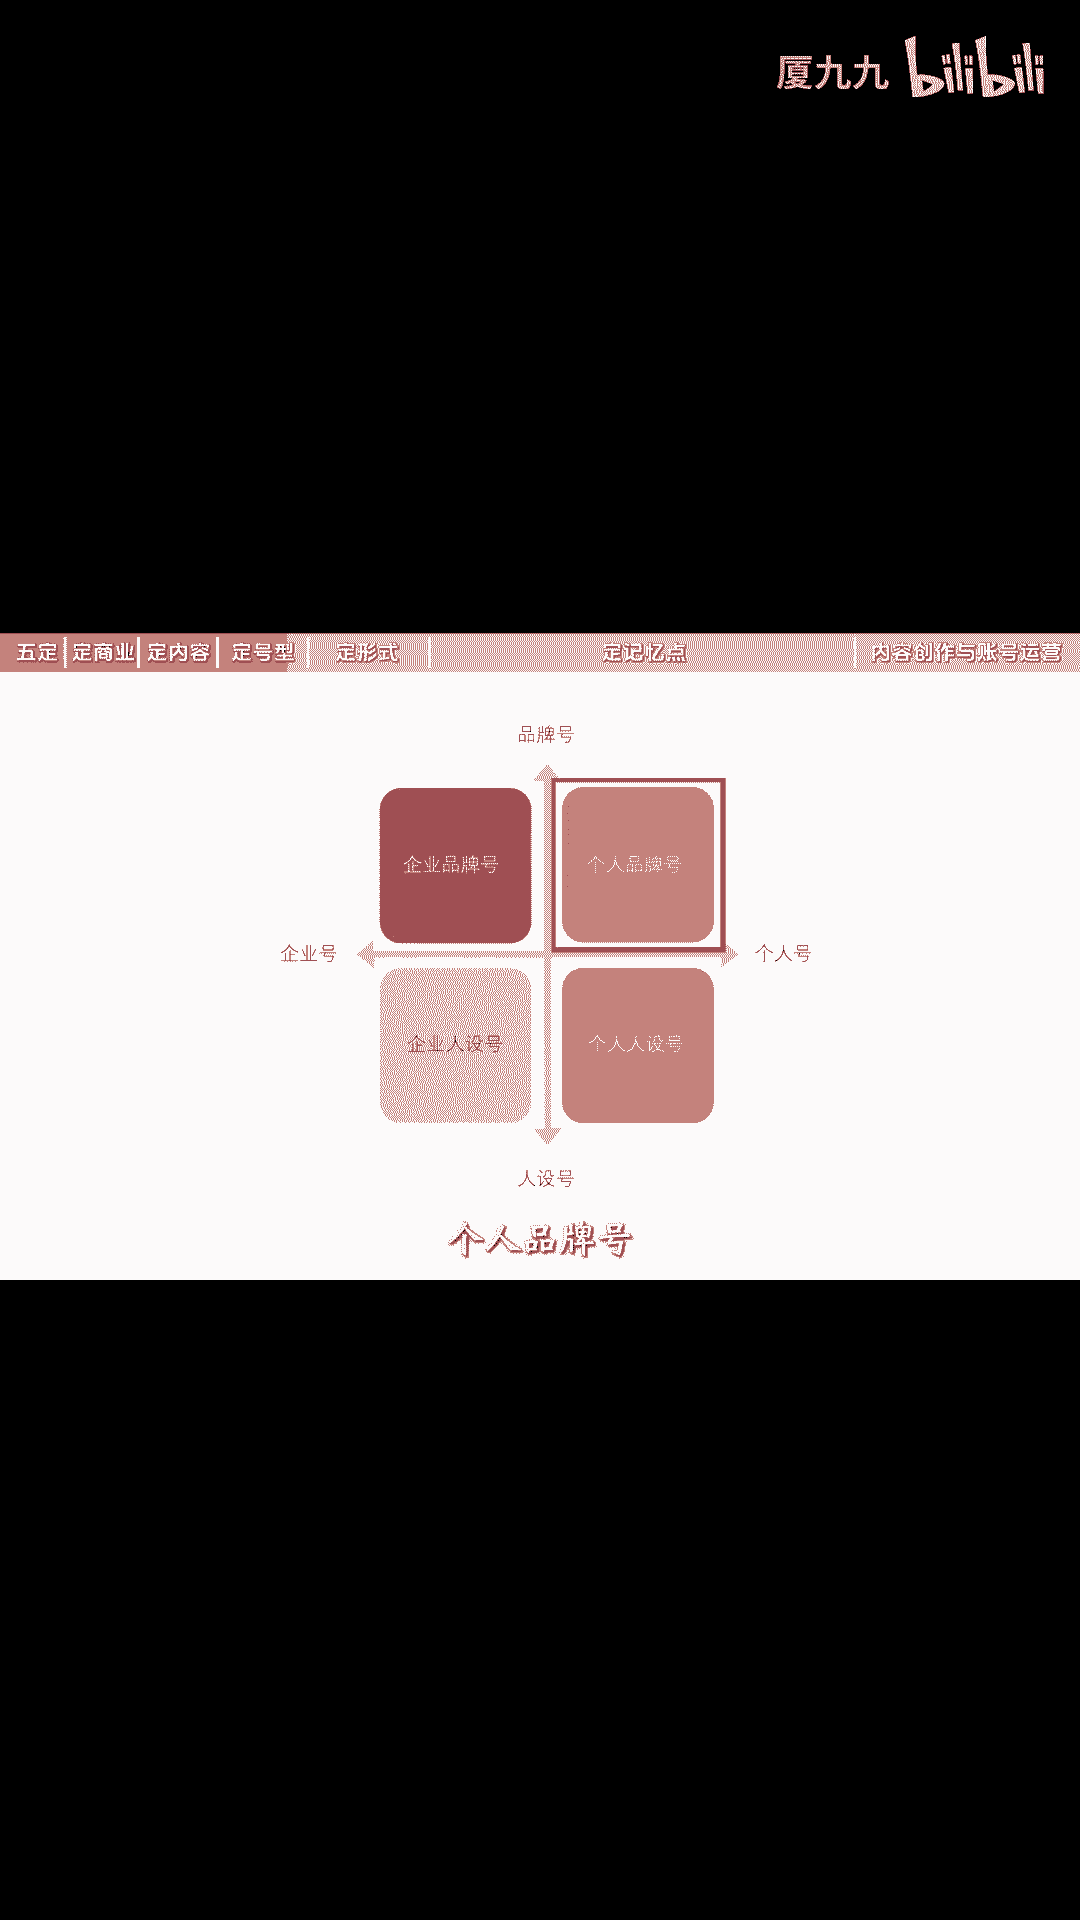 厦九九 bilibili
五定 定商业 定内容 定号型 定形式 定记忆点 内容创作与账号运营
品牌号
企业品牌号 个人品牌号
企业号 个人号
企业人设号 个人人设号
人设号
个人品牌号